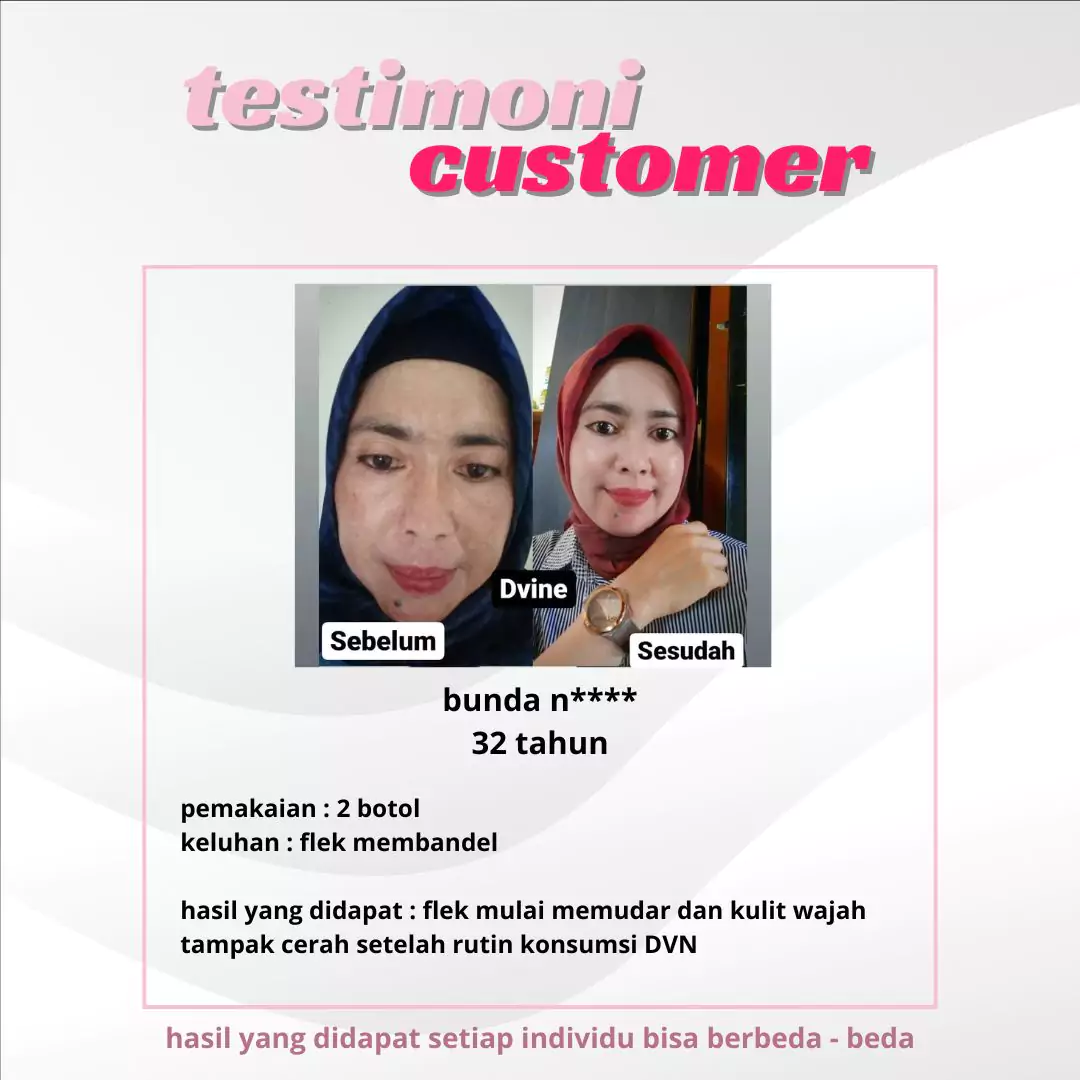 testimoni
customer
Dvine
Sebelum
Sesudah
bunda n****
32 tahun
pemakaian : 2 botol
keluhan : flek membandel
hasil yang didapat : flek mulai memudar dan kulit wajah
tampak cerah setelah rutin konsumsi DVN
hasil yang didapat setiap individu bisa berbeda - beda